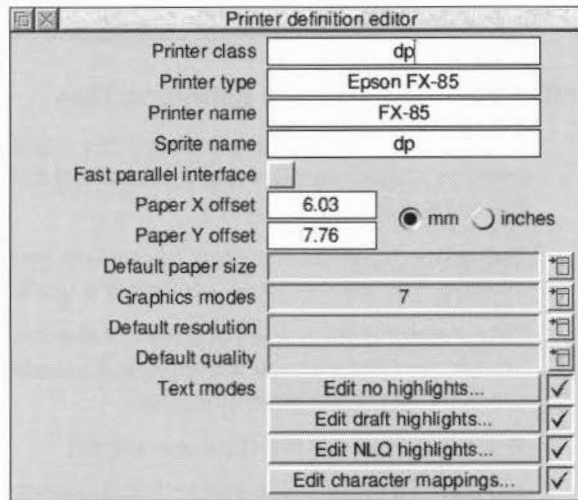 Printer definition editor
Printer class dp
Printer type Epson FX-85
Printer name FX-85
Sprite name dp
Fast parallel interface
Paper X offset 6.03 mm inches
Paper Y offset 7.76
Default paper size
Graphics modes 7
Default resolution
Default quality
Text modes Edit no highlights...
Edit draft highlights...
Edit NLQ highlights...
Edit character mappings...